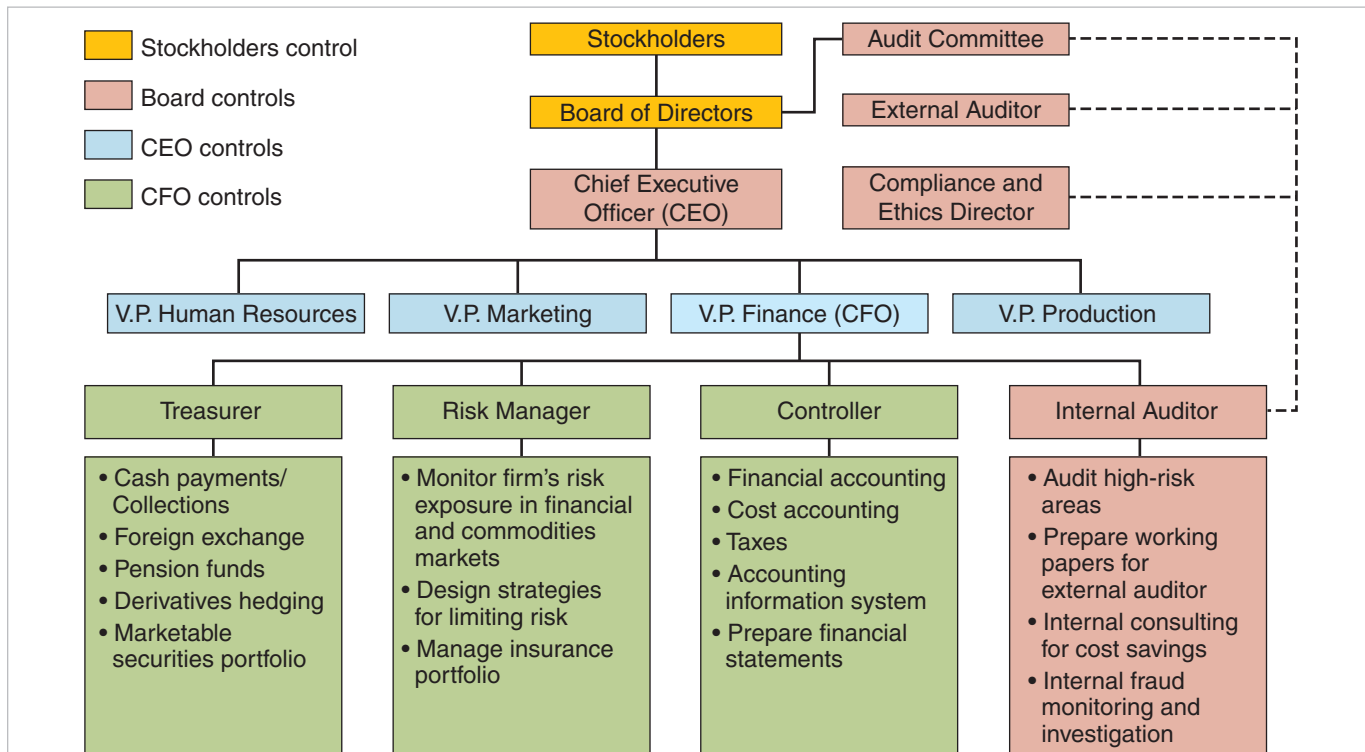 Stockholders control
Board controls
CEO controls
CFO controls
Stockholders
Board of Directors
Chief Executive
Officer (CEO)
Audit Committee
External Auditor
Compliance and
Ethics Director
V.P. Human Resources
V.P. Marketing
V.P. Finance (CFO)
V.P. Production
Treasurer
• Cash payments/
Collections
• Foreign exchange
• Pension funds
• Derivatives hedging
• Marketable
securities portfolio
Risk Manager
• Monitor firm’s risk
exposure in financial
and commodities
markets
• Design strategies
for limiting risk
• Manage insurance
portfolio
Controller
• Financial accounting
• Cost accounting
• Taxes
• Accounting
information system
• Prepare financial
statements
Internal Auditor
• Audit high-risk
areas
• Prepare working
papers for
external auditor
• Internal consulting
for cost savings
• Internal fraud
monitoring and
investigation